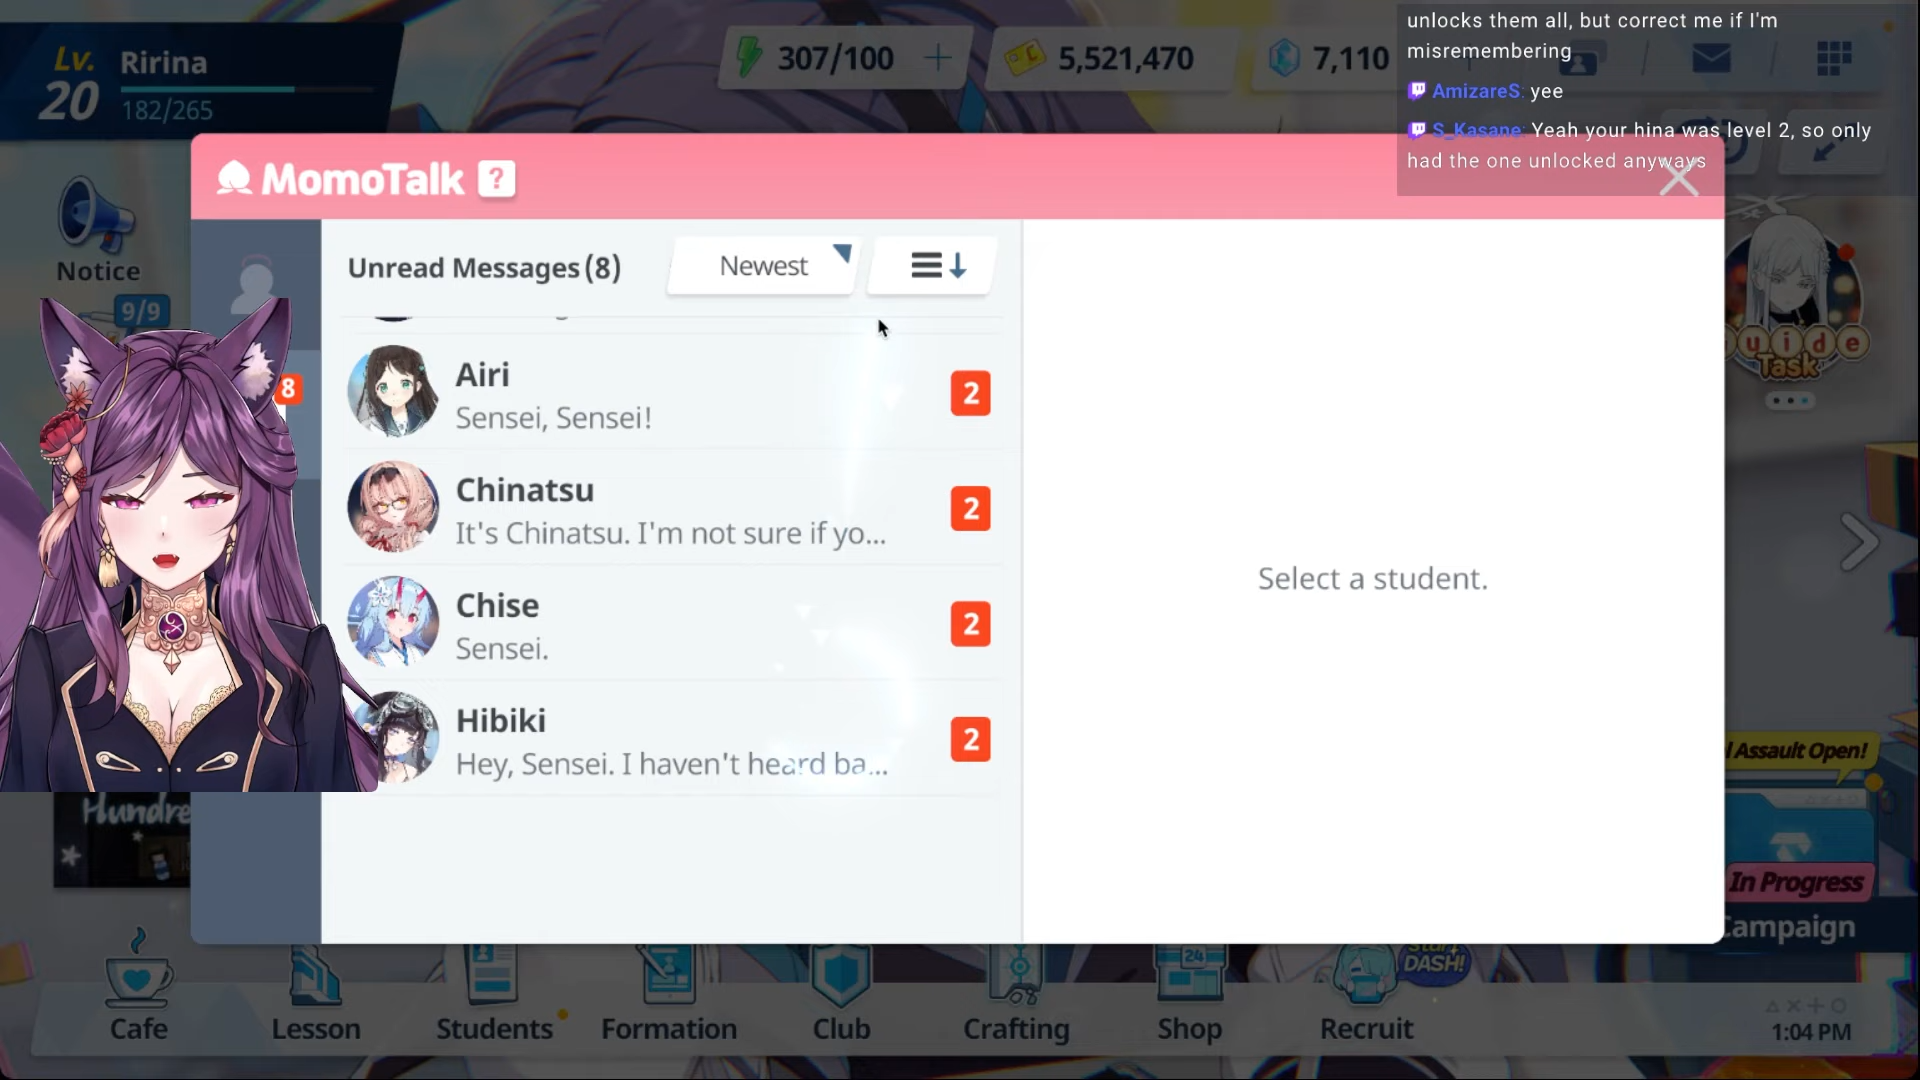 unlocks them all, but correct me if I'm
misremembering
AmizareS: yee
S_Kasane: Yeah your hina was level 2, so only
had the one unlocked anyways
Lv.
20
Ririna
182/265
307/100
5,521,470
7,110
MomoTalk ?
Notice
9/9
8
Unread Messages (8)
Newest
Airi
Sensei, Sensei!
2
Chinatsu
It's Chinatsu. I'm not sure if yo...
2
Chise
Sensei.
2
Hibiki
Hey, Sensei. I haven't heard ba...
2
Select a student.
uide
Task
Hundre
l Assault Open!
In Progress
Campaign
24
DASH!
Cafe
Lesson
Students
Formation
Club
Crafting
Shop
Recruit
1:04 PM